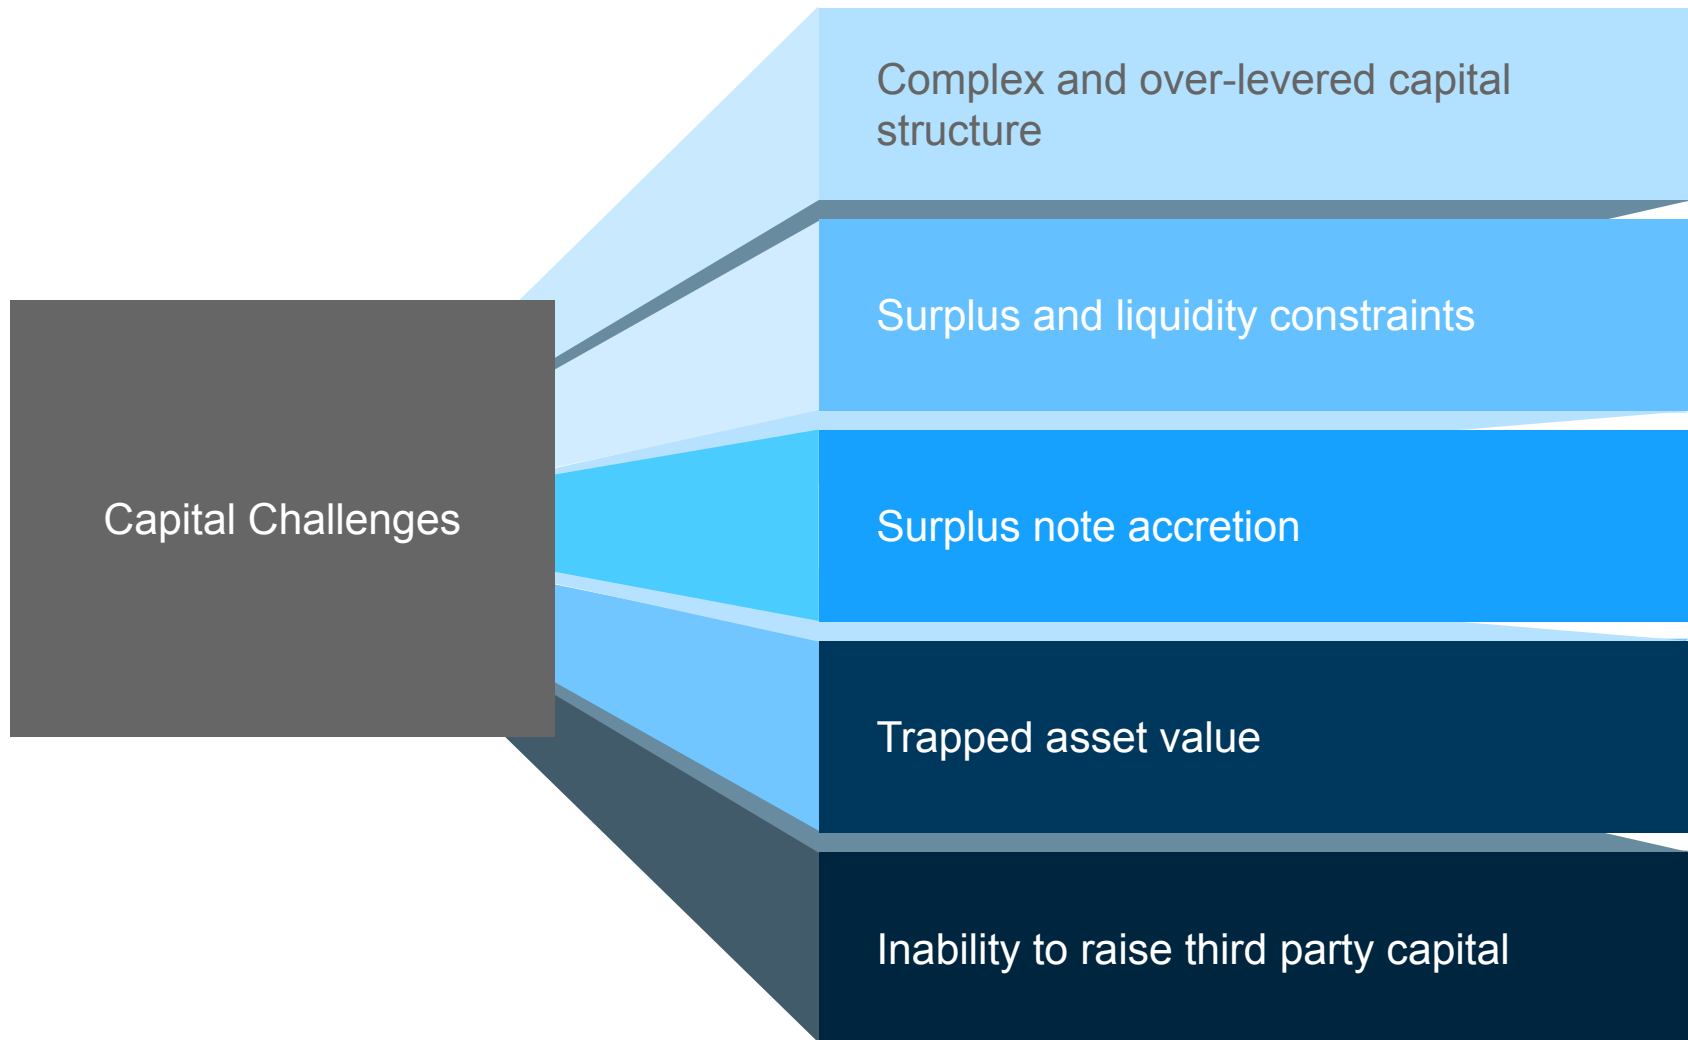 Complex and over-levered capital
structure
Surplus and liquidity constraints
Capital Challenges
Surplus note accretion
Trapped asset value
Inability to raise third party capital